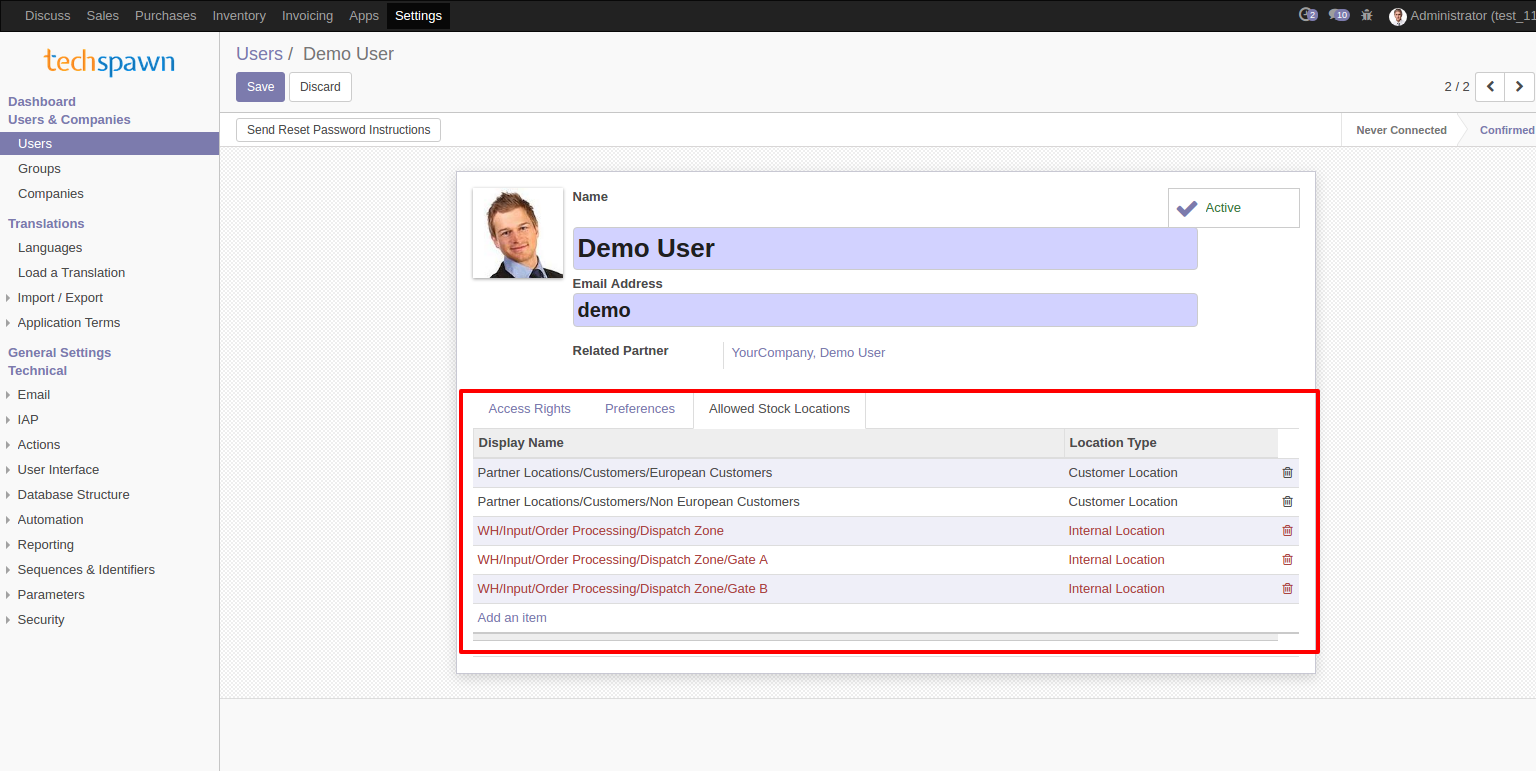 Discuss Sales Purchases Inventory Invoicing Apps Settings 2 10 Administrator (test_11
techspawn
Dashboard
Users & Companies
Users
Groups
Companies
Translations
Languages
Load a Translation
Import / Export
Application Terms
General Settings
Technical
Email
IAP
Actions
User Interface
Database Structure
Automation
Reporting
Sequences & Identifiers
Parameters
Security
Users / Demo User
Save Discard 2 / 2
Send Reset Password Instructions Never Connected Confirmed
Name
Active
Demo User
Email Address
demo
Related Partner YourCompany, Demo User
Access Rights Preferences Allowed Stock Locations
Display Name Location Type
Partner Locations/Customers/European Customers Customer Location
Partner Locations/Customers/Non European Customers Customer Location
WH/Input/Order Processing/Dispatch Zone Internal Location
WH/Input/Order Processing/Dispatch Zone/Gate A Internal Location
WH/Input/Order Processing/Dispatch Zone/Gate B Internal Location
Add an item